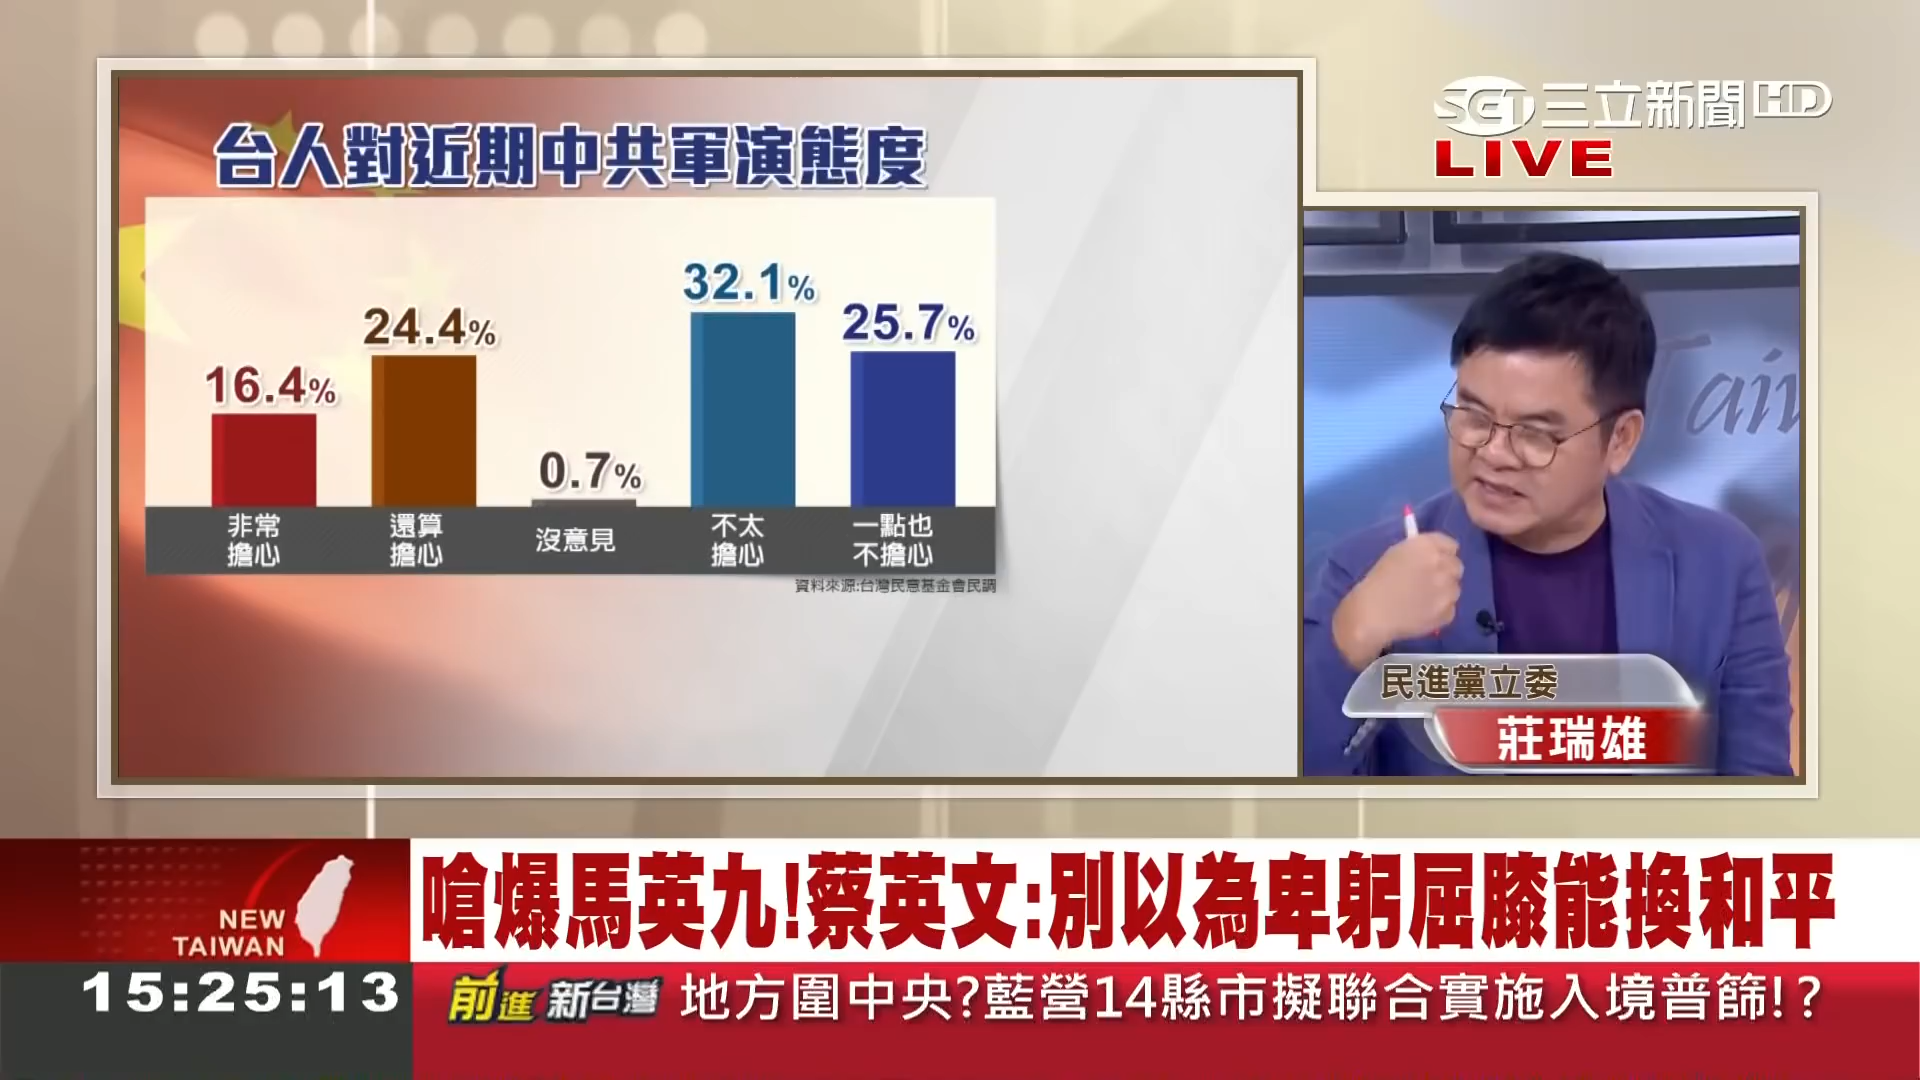 台人對近期中共軍演態度
16.4%
24.4%
0.7%
32.1%
25.7%
非常
擔心
還算
擔心
沒意見
不太
擔心
一點也
不擔心
資料來源:台灣民意基金會民調
SET三立新聞HD
LIVE
Taiw
民進黨立委
莊瑞雄
NEW
TAIWAN
嗆爆馬英九!蔡英文:別以為卑躬屈膝能換和平
15:25:13
前進新台灣
地方圍中央?藍營14縣市擬聯合實施入境普篩!?